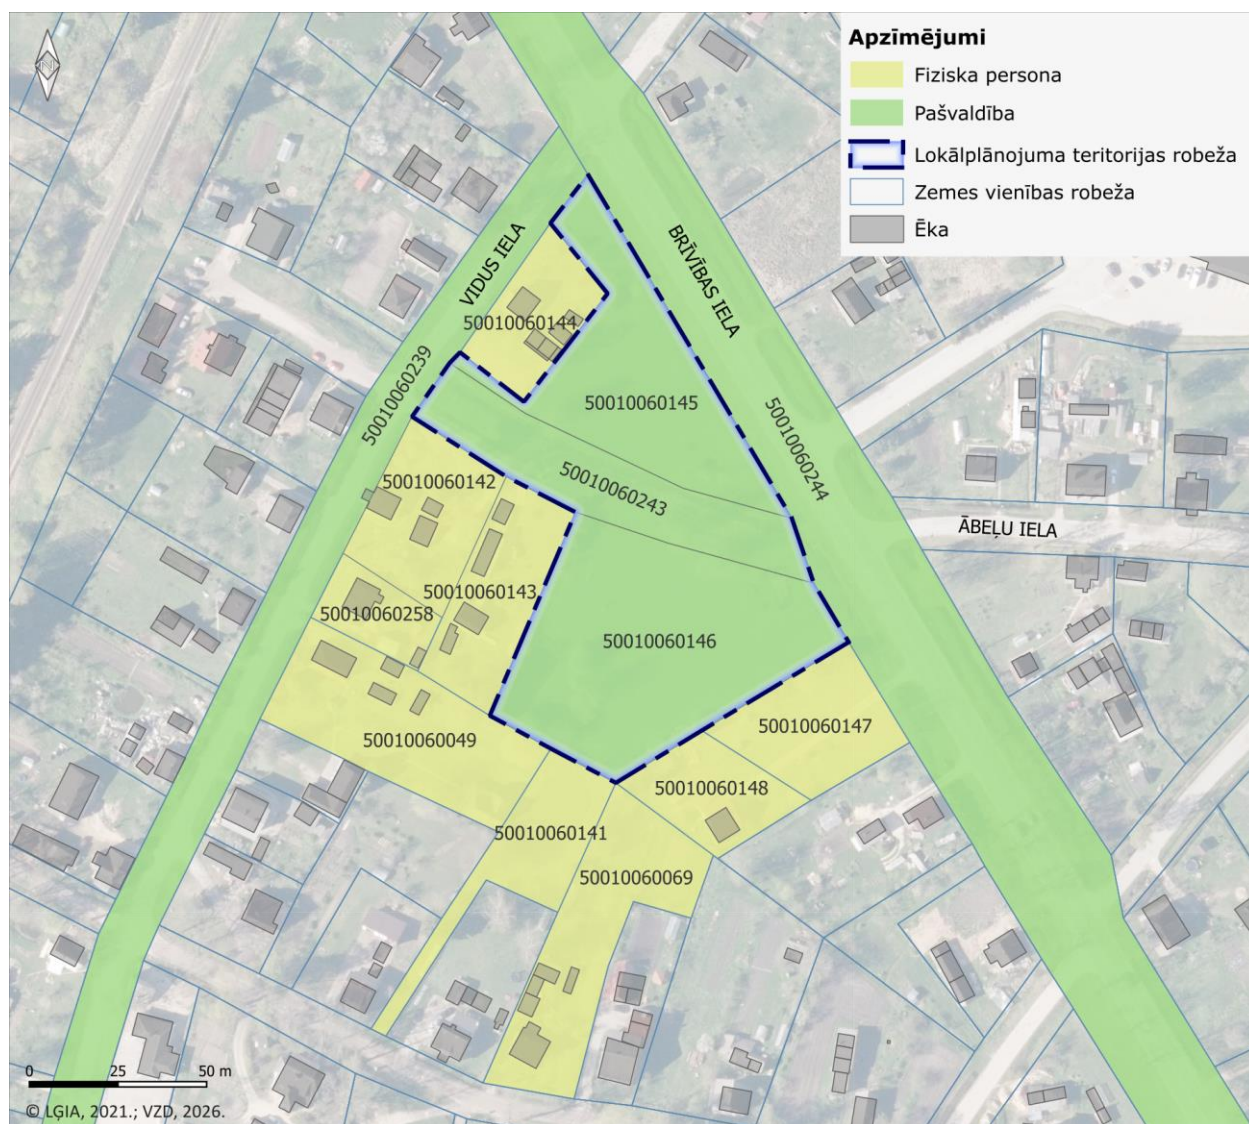 Apzīmējumi
Fiziska persona
Pašvaldība
Lokālplānojuma teritorijas robeža
Zemes vienības robeža
Ēka
VIDUS IELA
BRĪVĪBAS IELA
50010060144
50010060239
50010060145
50010060244
50010060142
50010060243
ĀBEĻU IELA
50010060143
50010060258
50010060146
50010060147
50010060049
50010060148
50010060141
50010060069
0 25 50 m
© LĢIA, 2021.; VZD, 2026.